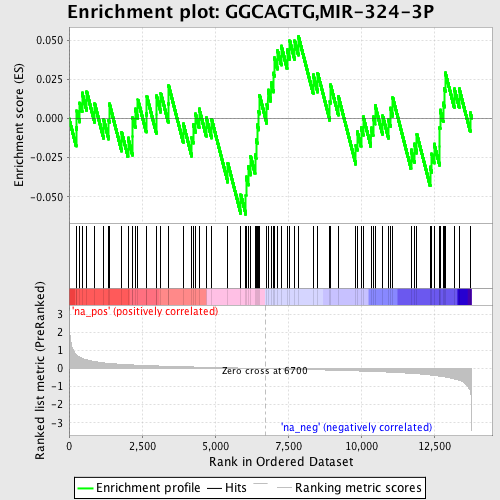 Enrichment plot: GGCAGTG,MIR-324-3P
Enrichment score (ES)
0.050
0.025
0.000
-0.025
-0.050
'na_pos' (positively correlated)
Ranked list metric (PreRanked)
3
2
1
0
-1
-2
-3
Zero cross at 6700
'na_neg' (negatively correlated)
0
2,500
5,000
7,500
10,000
12,500
Rank in Ordered Dataset
Enrichment profile
Hits
Ranking metric scores